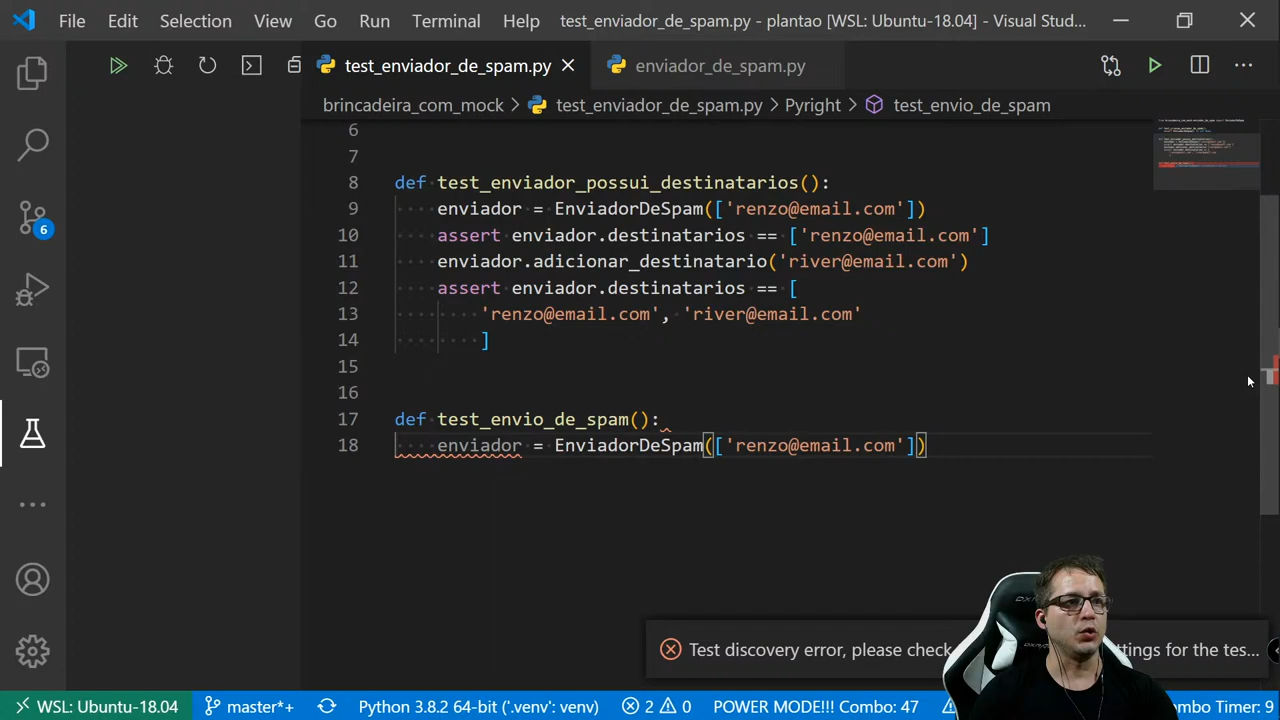 File Edit Selection View Go Run Terminal Help test_enviador_de_spam.py - plantao [WSL: Ubuntu-18.04] - Visual Stud...
test_enviador_de_spam.py enviador_de_spam.py
brincadeira_com_mock > test_enviador_de_spam.py > Pyright > test_envio_de_spam
6
7
8 def test_enviador_possui_destinatarios():
9 enviador = EnviadorDeSpam(['renzo@email.com'])
10 assert enviador.destinatarios == ['renzo@email.com']
11 enviador.adicionar_destinatario('river@email.com')
12 assert enviador.destinatarios == [
13 'renzo@email.com', 'river@email.com'
14 ]
15
16
17 def test_envio_de_spam():
18 enviador = EnviadorDeSpam(['renzo@email.com'])
6
Test discovery error, please check ttings for the tes...
WSL: Ubuntu-18.04 master*+ Python 3.8.2 64-bit ('.venv': venv) 2 0 POWER MODE!!! Combo: 47 ombo Timer: 9